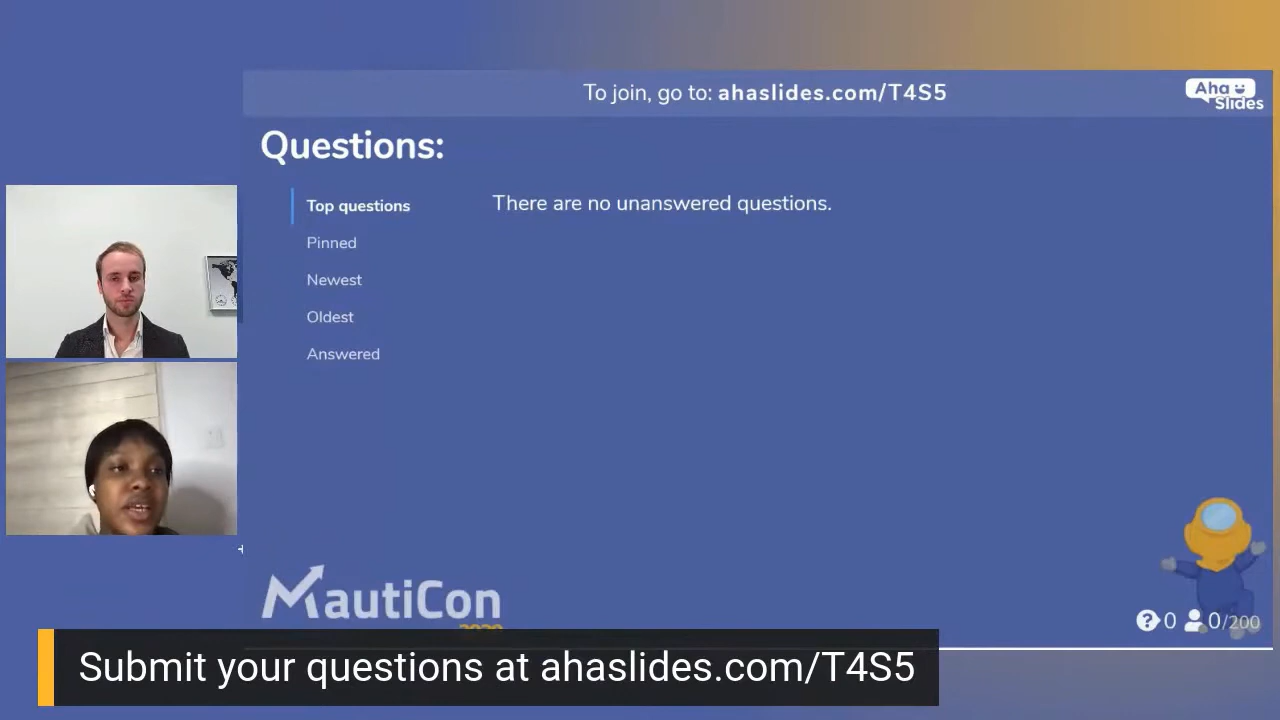 To join, go to: ahaslides.com/T4S5
Aha
Slides
Questions:
Top questions
There are no unanswered questions.
Pinned
Newest
Oldest
Answered
MautiCon
0 0/200
Submit your questions at ahaslides.com/T4S5